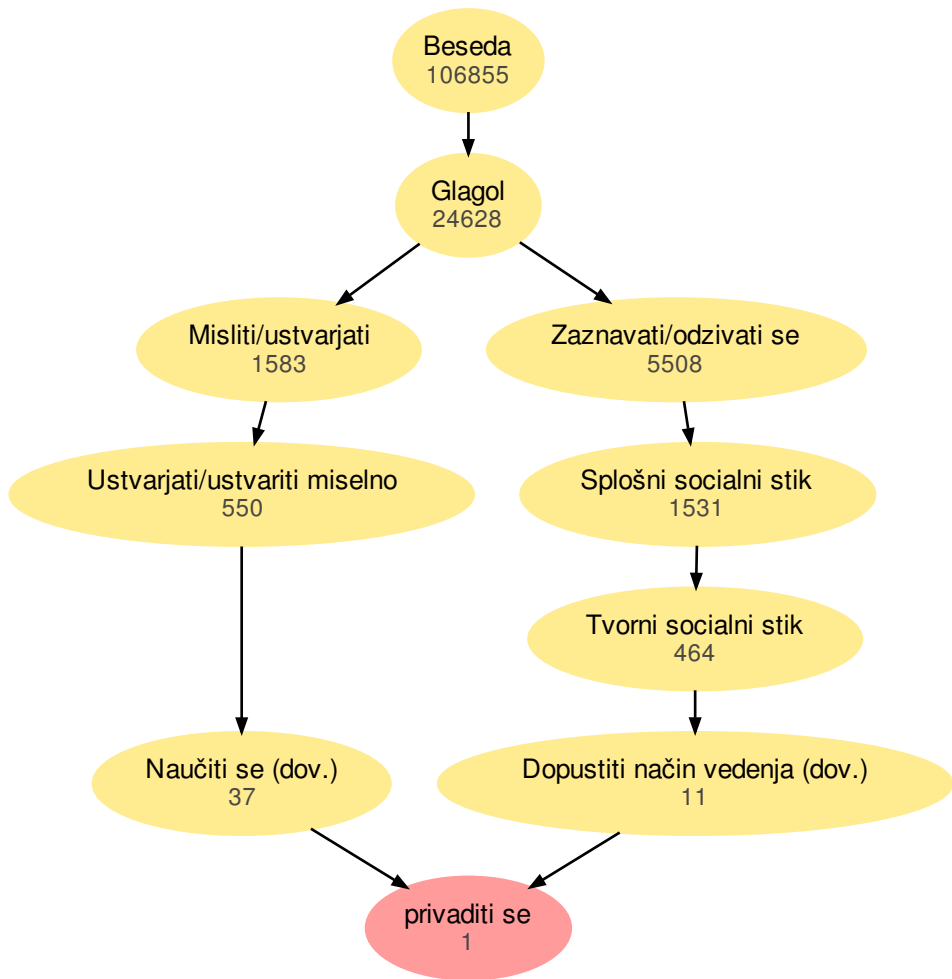 Beseda
106855
Glagol
24628
Misliti/ustvarjati
1583
Zaznavati/odzivati se
5508
Ustvarjati/ustvariti miselno
550
Splošni socialni stik
1531
Tvorni socialni stik
464
Naučiti se (dov.)
37
Dopustiti način vedenja (dov.)
11
privaditi se
1